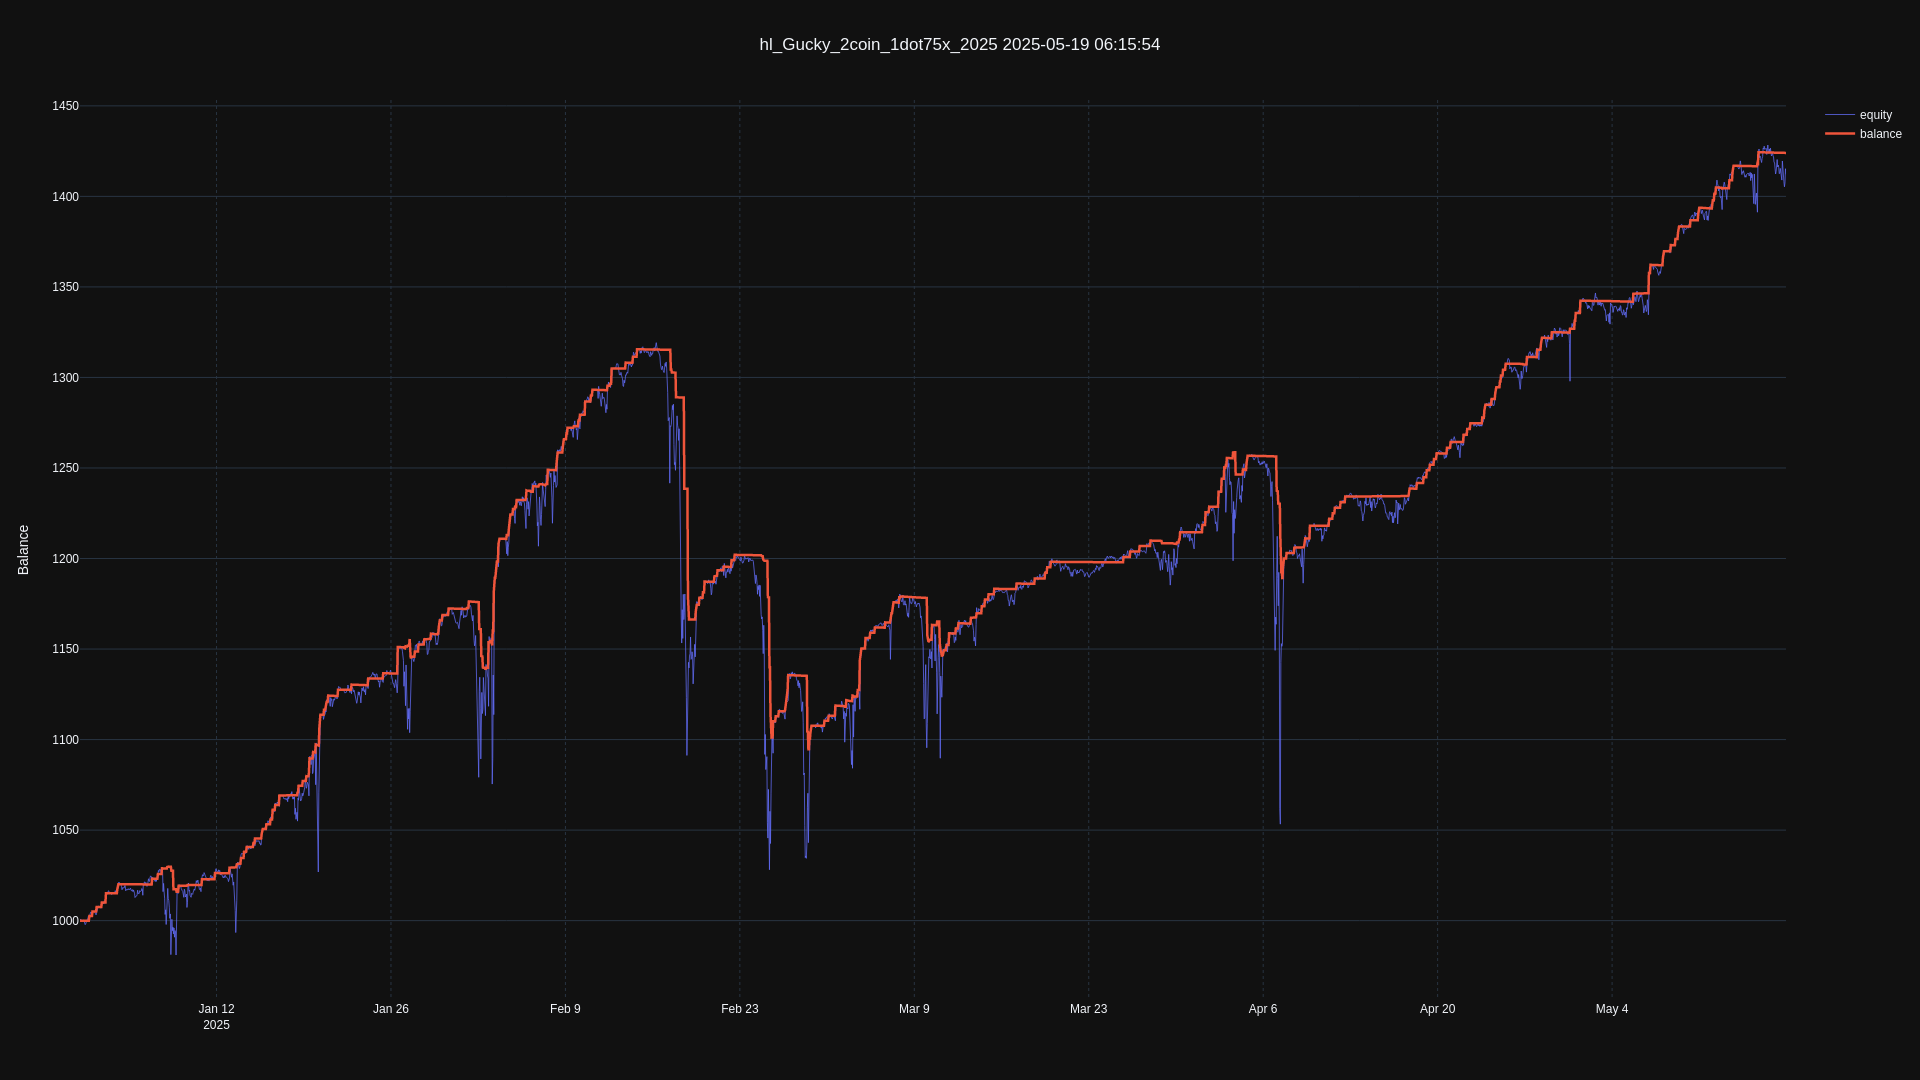 hl_Gucky_2coin_1dot75x_2025 2025-05-19 06:15:54
equity
balance
Balance
1450
1400
1350
1300
1250
1200
1150
1100
1050
1000
Jan 12
2025
Jan 26
Feb 9
Feb 23
Mar 9
Mar 23
Apr 6
Apr 20
May 4